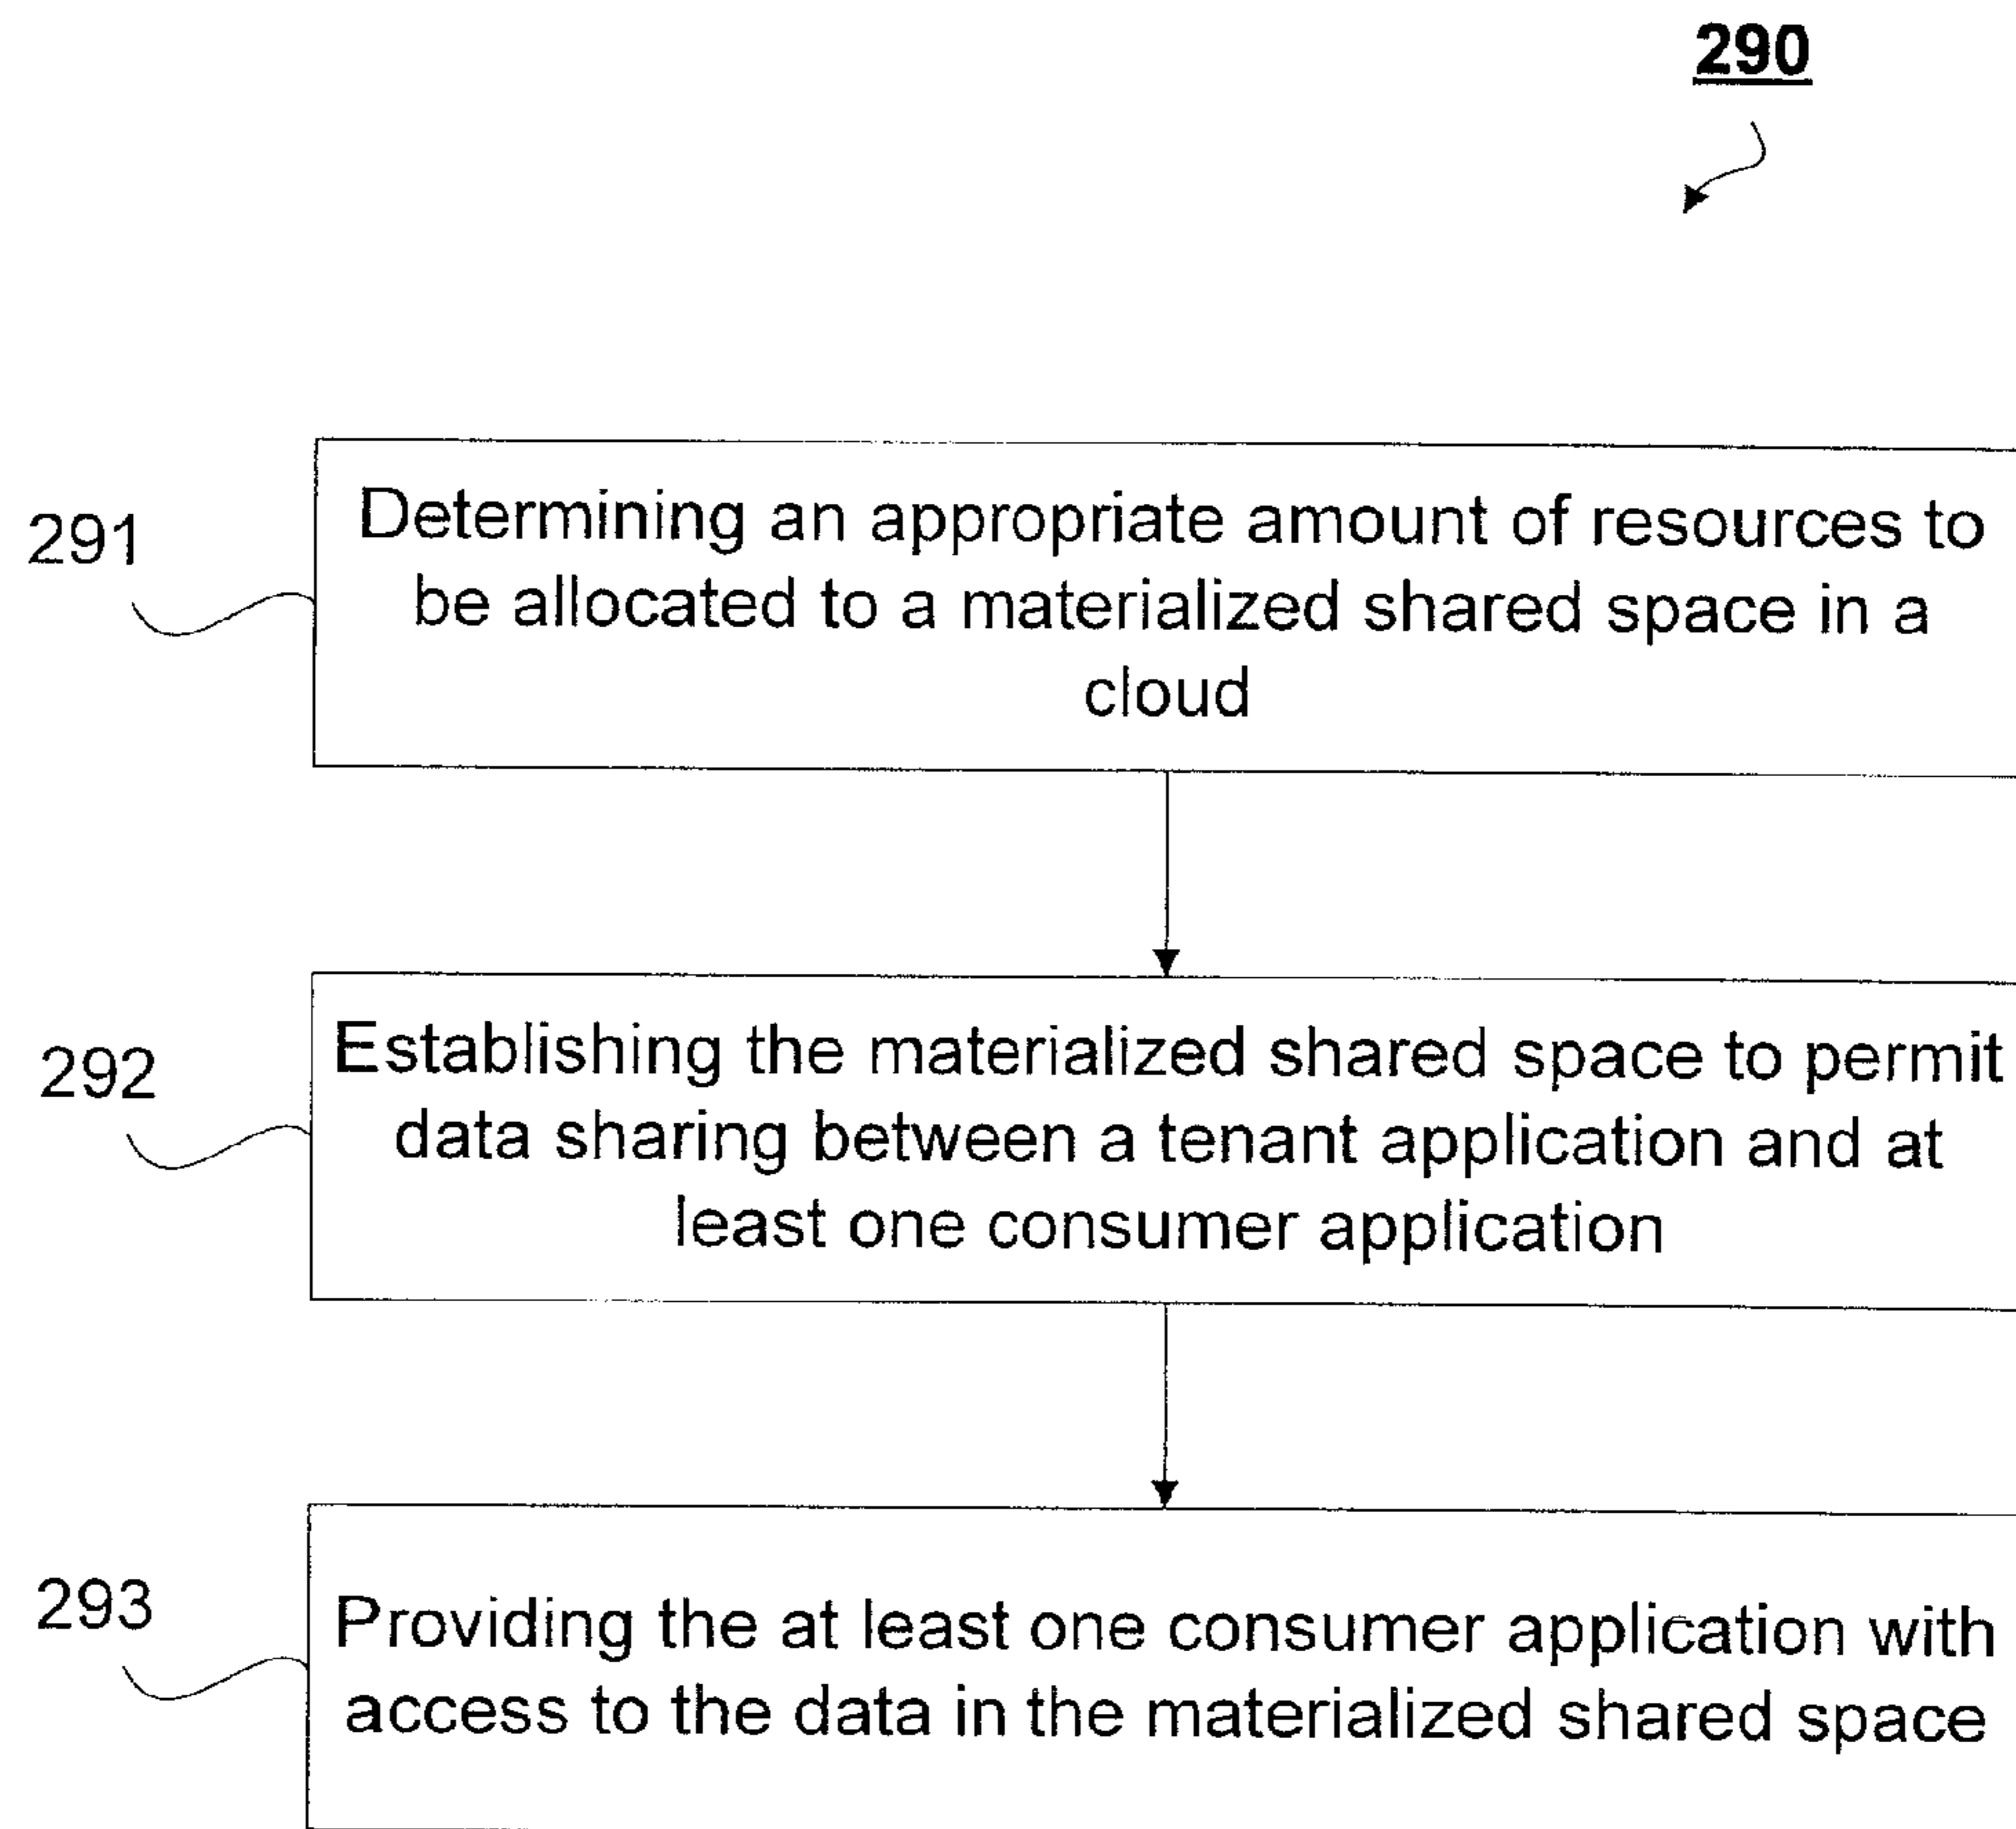 290
291
Determining an appropriate amount of resources to
be allocated to a materialized shared space in a
cloud
292
Establishing the materialized shared space to permit
data sharing between a tenant application and at
least one consumer application
293
Providing the at least one consumer application with
access to the data in the materialized shared space